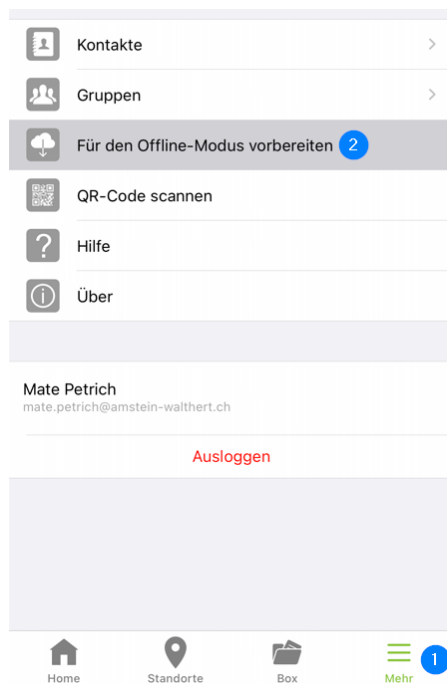 Kontakte
Gruppen
Für den Offline-Modus vorbereiten 2
QR-Code scannen
Hilfe
Über
Mate Petrich
mate.petrich@amstein-walthert.ch
Ausloggen
1
Home Standorte Box Mehr